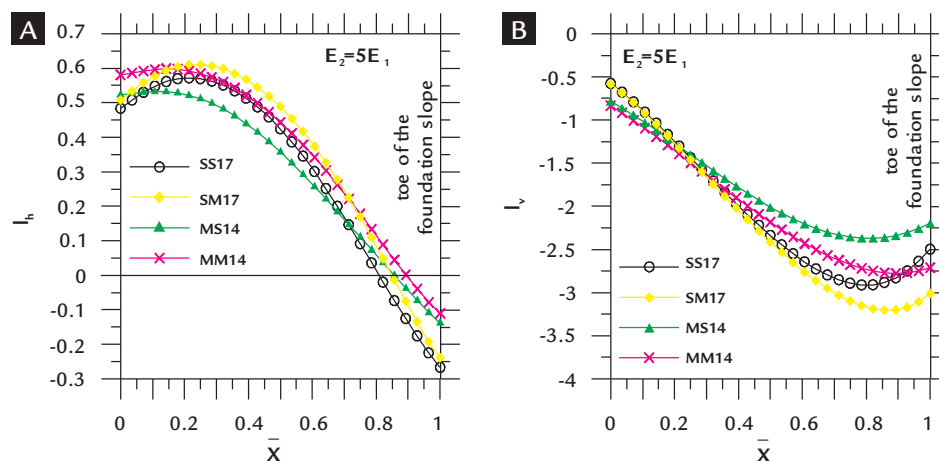 A
E2=5E1
0.7
0.6
0.5
0.4
0.3
0.2
0.1
0
-0.1
-0.2
-0.3
Ih
SS17
SM17
MS14
MM14
toe of the
foundation slope
0 0.2 0.4 0.6 0.8 1
x̄
B
E2=5E1
0
-0.5
-1
-1.5
-2
-2.5
-3
-3.5
-4
Iv
SS17
SM17
MS14
MM14
toe of the
foundation slope
0 0.2 0.4 0.6 0.8 1
x̄